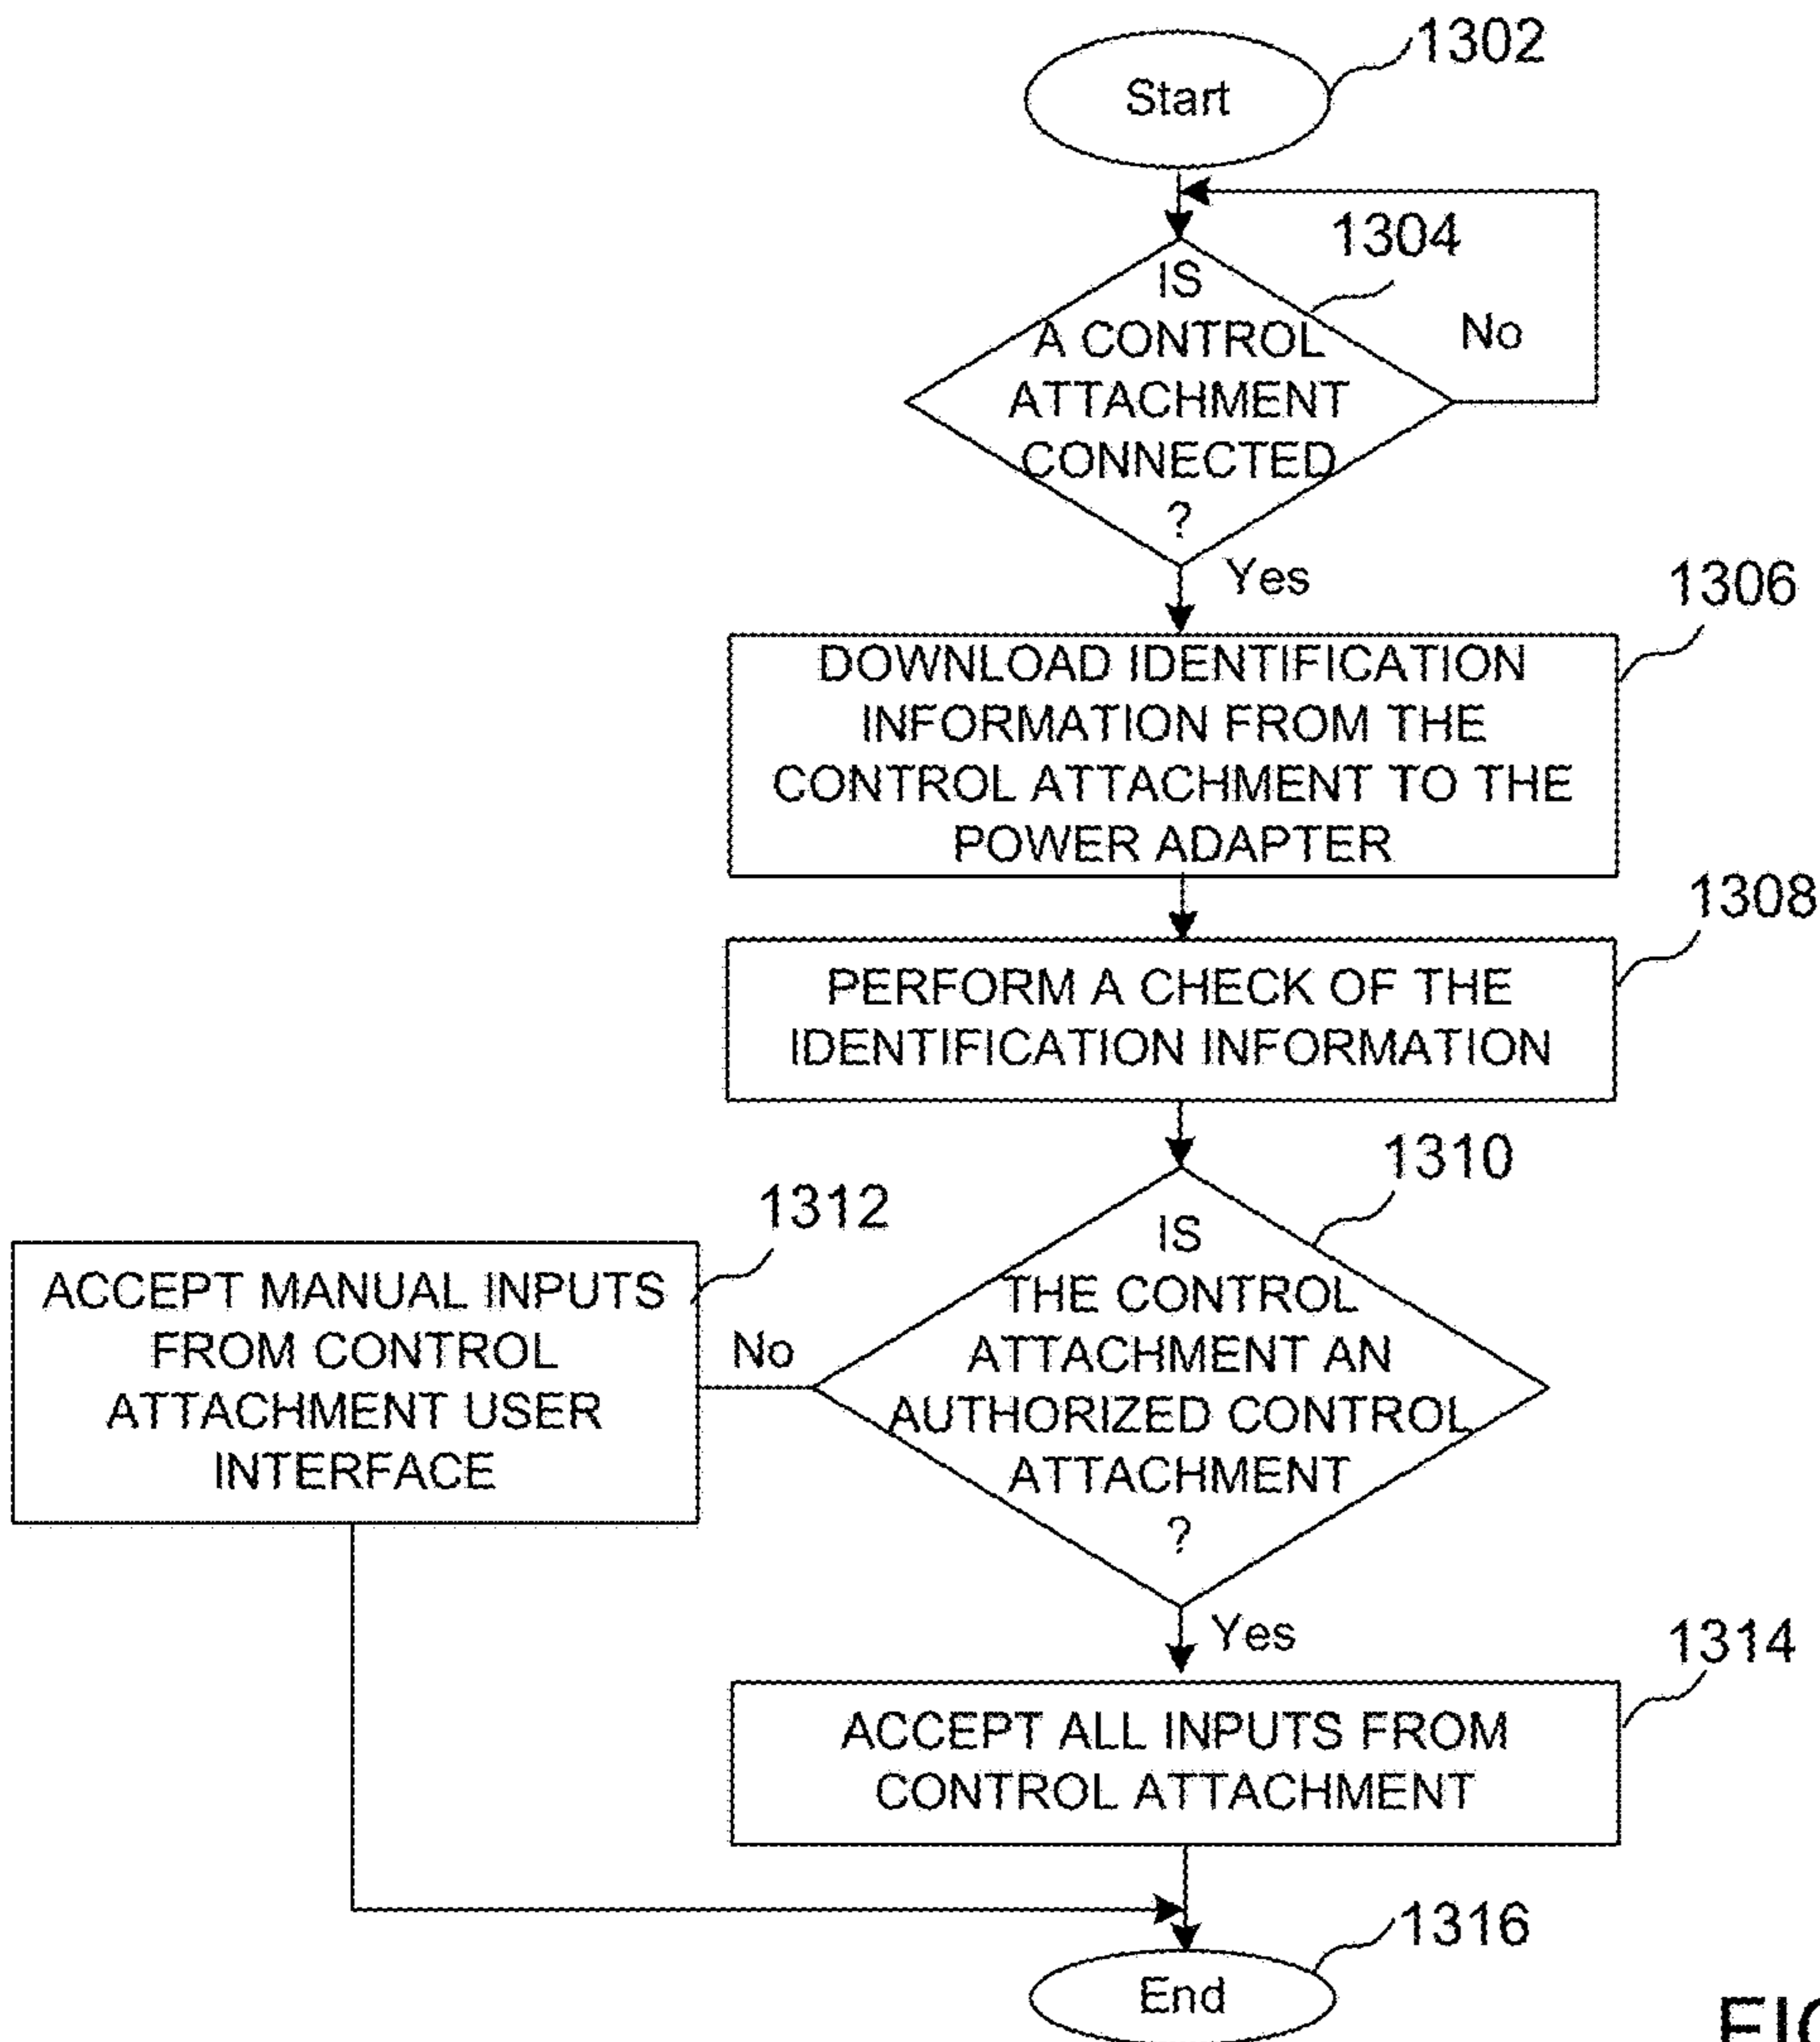 1302
Start
1304
IS
A CONTROL
ATTACHMENT
CONNECTED
?
No
Yes
1306
DOWNLOAD IDENTIFICATION
INFORMATION FROM THE
CONTROL ATTACHMENT TO THE
POWER ADAPTER
1308
PERFORM A CHECK OF THE
IDENTIFICATION INFORMATION
1310
IS
THE CONTROL
ATTACHMENT AN
AUTHORIZED CONTROL
ATTACHMENT
?
1312
ACCEPT MANUAL INPUTS
FROM CONTROL
ATTACHMENT USER
INTERFACE
No
Yes
1314
ACCEPT ALL INPUTS FROM
CONTROL ATTACHMENT
1316
End